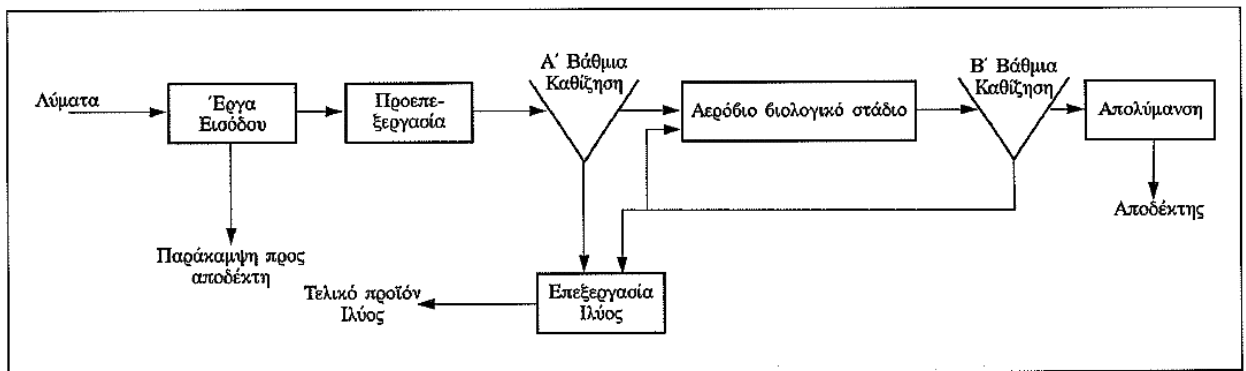 Λύματα
Έργα
Εισόδου
Προεπε-
ξεργασία
Α' Βάθμια
Καθίζηση
Αερόβιο βιολογικό στάδιο
Β' Βάθμια
Καθίζηση
Απολύμανση
Αποδέκτης
Παράκαμψη προς
αποδέκτη
Τελικό προϊόν
Ιλύος
Επεξεργασία
Ιλύος